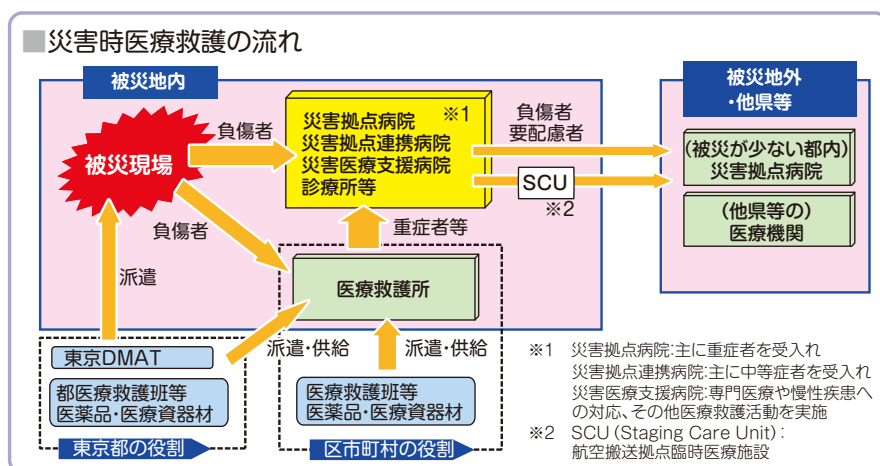 ■災害時医療救護の流れ
被災地内
被災現場
負傷者
災害拠点病院 ※1
災害拠点連携病院
災害医療支援病院
診療所等
負傷者
要配慮者
SCU
※2
被災地外
・他県等
(被災が少ない都内)
災害拠点病院
(他県等の)
医療機関
負傷者
重症者等
派遣
医療救護所
派遣・供給
派遣・供給
東京DMAT
都医療救護班等
医薬品・医療資器材
東京都の役割
医療救護班等
医薬品・医療資器材
区市町村の役割
※1 災害拠点病院:主に重症者を受入れ
災害拠点連携病院:主に中等症者を受入れ
災害医療支援病院:専門医療や慢性疾患へ
の対応、その他医療救護活動を実施
※2 SCU(Staging Care Unit):
航空搬送拠点臨時医療施設